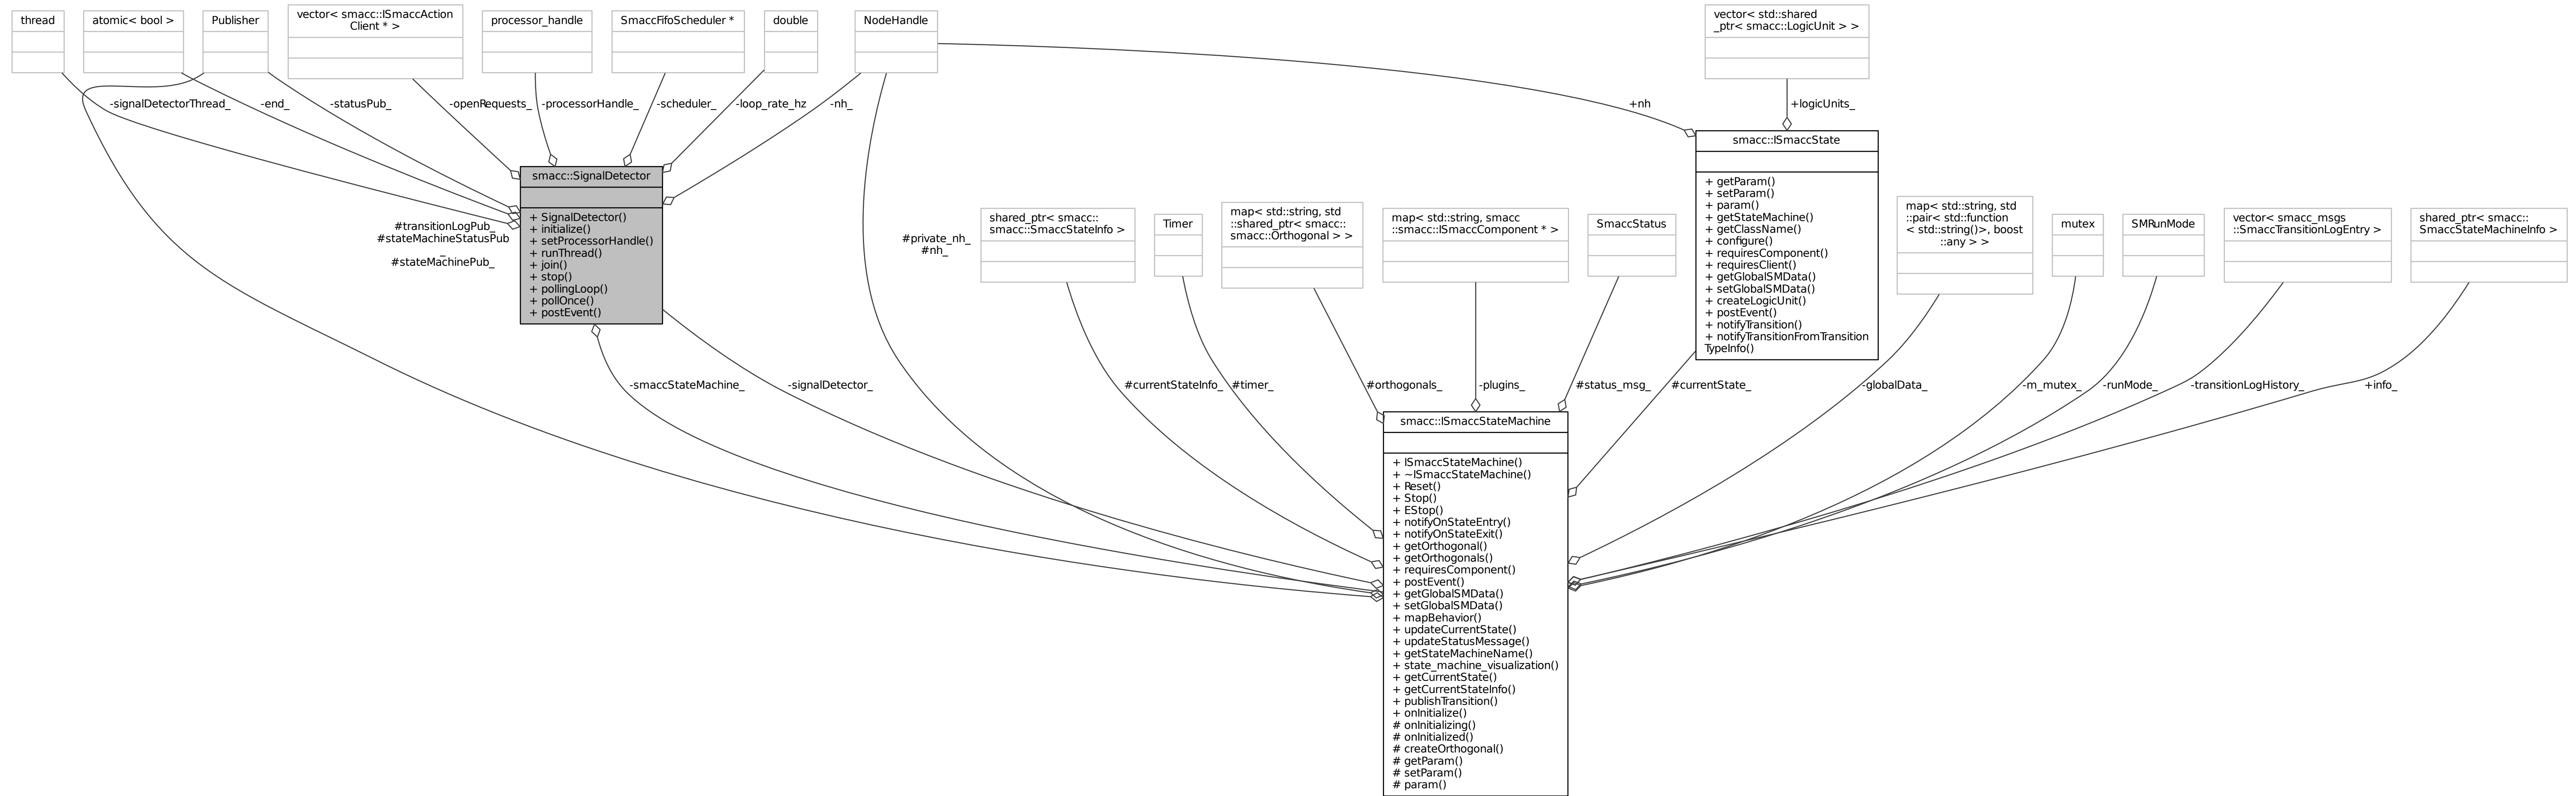 thread
atomic< bool >
Publisher
vector< smacc::ISmaccAction
Client * >
processor_handle
SmaccFifoScheduler *
double
NodeHandle
vector< std::shared
_ptr< smacc::LogicUnit > >
-signalDetectorThread_
-end_
-statusPub_
-openRequests_
-processorHandle_
-scheduler_
-loop_rate_hz
-nh_
+nh
+logicUnits_
smacc::SignalDetector
+ SignalDetector()
+ initialize()
+ setProcessorHandle()
+ runThread()
+ join()
+ stop()
+ pollingLoop()
+ pollOnce()
+ postEvent()
smacc::ISmaccState
+ getParam()
+ setParam()
+ param()
+ getStateMachine()
+ getClassName()
+ configure()
+ requiresComponent()
+ requiresClient()
+ getGlobalSMData()
+ setGlobalSMData()
+ createLogicUnit()
+ postEvent()
+ notifyTransition()
+ notifyTransitionFromTransition
TypeInfo()
#transitionLogPub_
#stateMachineStatusPub
_
#stateMachinePub_
#private_nh_
#nh_
shared_ptr< smacc::
smacc::SmaccStateInfo >
Timer
map< std::string, std
::shared_ptr< smacc::
smacc::Orthogonal > >
map< std::string, smacc
::smacc::ISmaccComponent * >
SmaccStatus
map< std::string, std
::pair< std::function
< std::string()>, boost
::any > >
mutex
SMRunMode
vector< smacc_msgs
::SmaccTransitionLogEntry >
shared_ptr< smacc::
SmaccStateMachineInfo >
-smaccStateMachine_
-signalDetector_
#currentStateInfo_
#timer_
#orthogonals_
-plugins_
#status_msg_
#currentState_
-globalData_
-m_mutex_
-runMode_
-transitionLogHistory_
+info_
smacc::ISmaccStateMachine
+ ISmaccStateMachine()
+ ~ISmaccStateMachine()
+ Reset()
+ Stop()
+ EStop()
+ notifyOnStateEntry()
+ notifyOnStateExit()
+ getOrthogonal()
+ getOrthogonals()
+ requiresComponent()
+ postEvent()
+ getGlobalSMData()
+ setGlobalSMData()
+ mapBehavior()
+ updateCurrentState()
+ updateStatusMessage()
+ getStateMachineName()
+ state_machine_visualization()
+ getCurrentState()
+ getCurrentStateInfo()
+ publishTransition()
+ onInitialize()
# onInitializing()
# onInitialized()
# createOrthogonal()
# getParam()
# setParam()
# param()